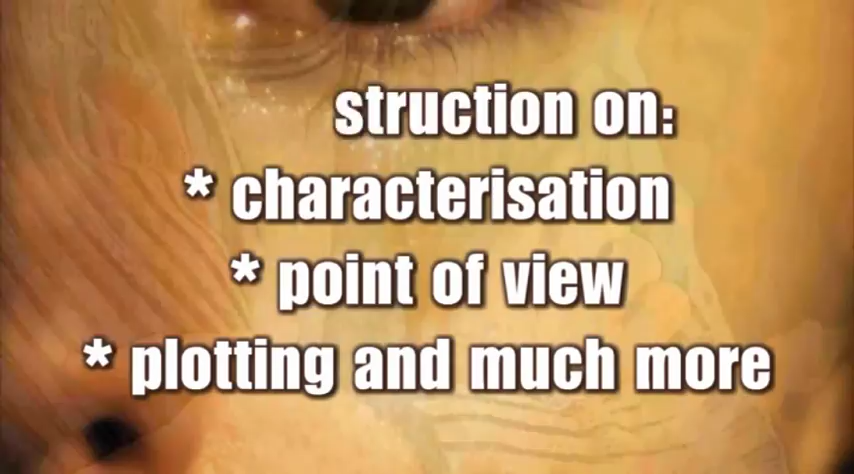 struction on:
* characterisation
* point of view
* plotting and much more